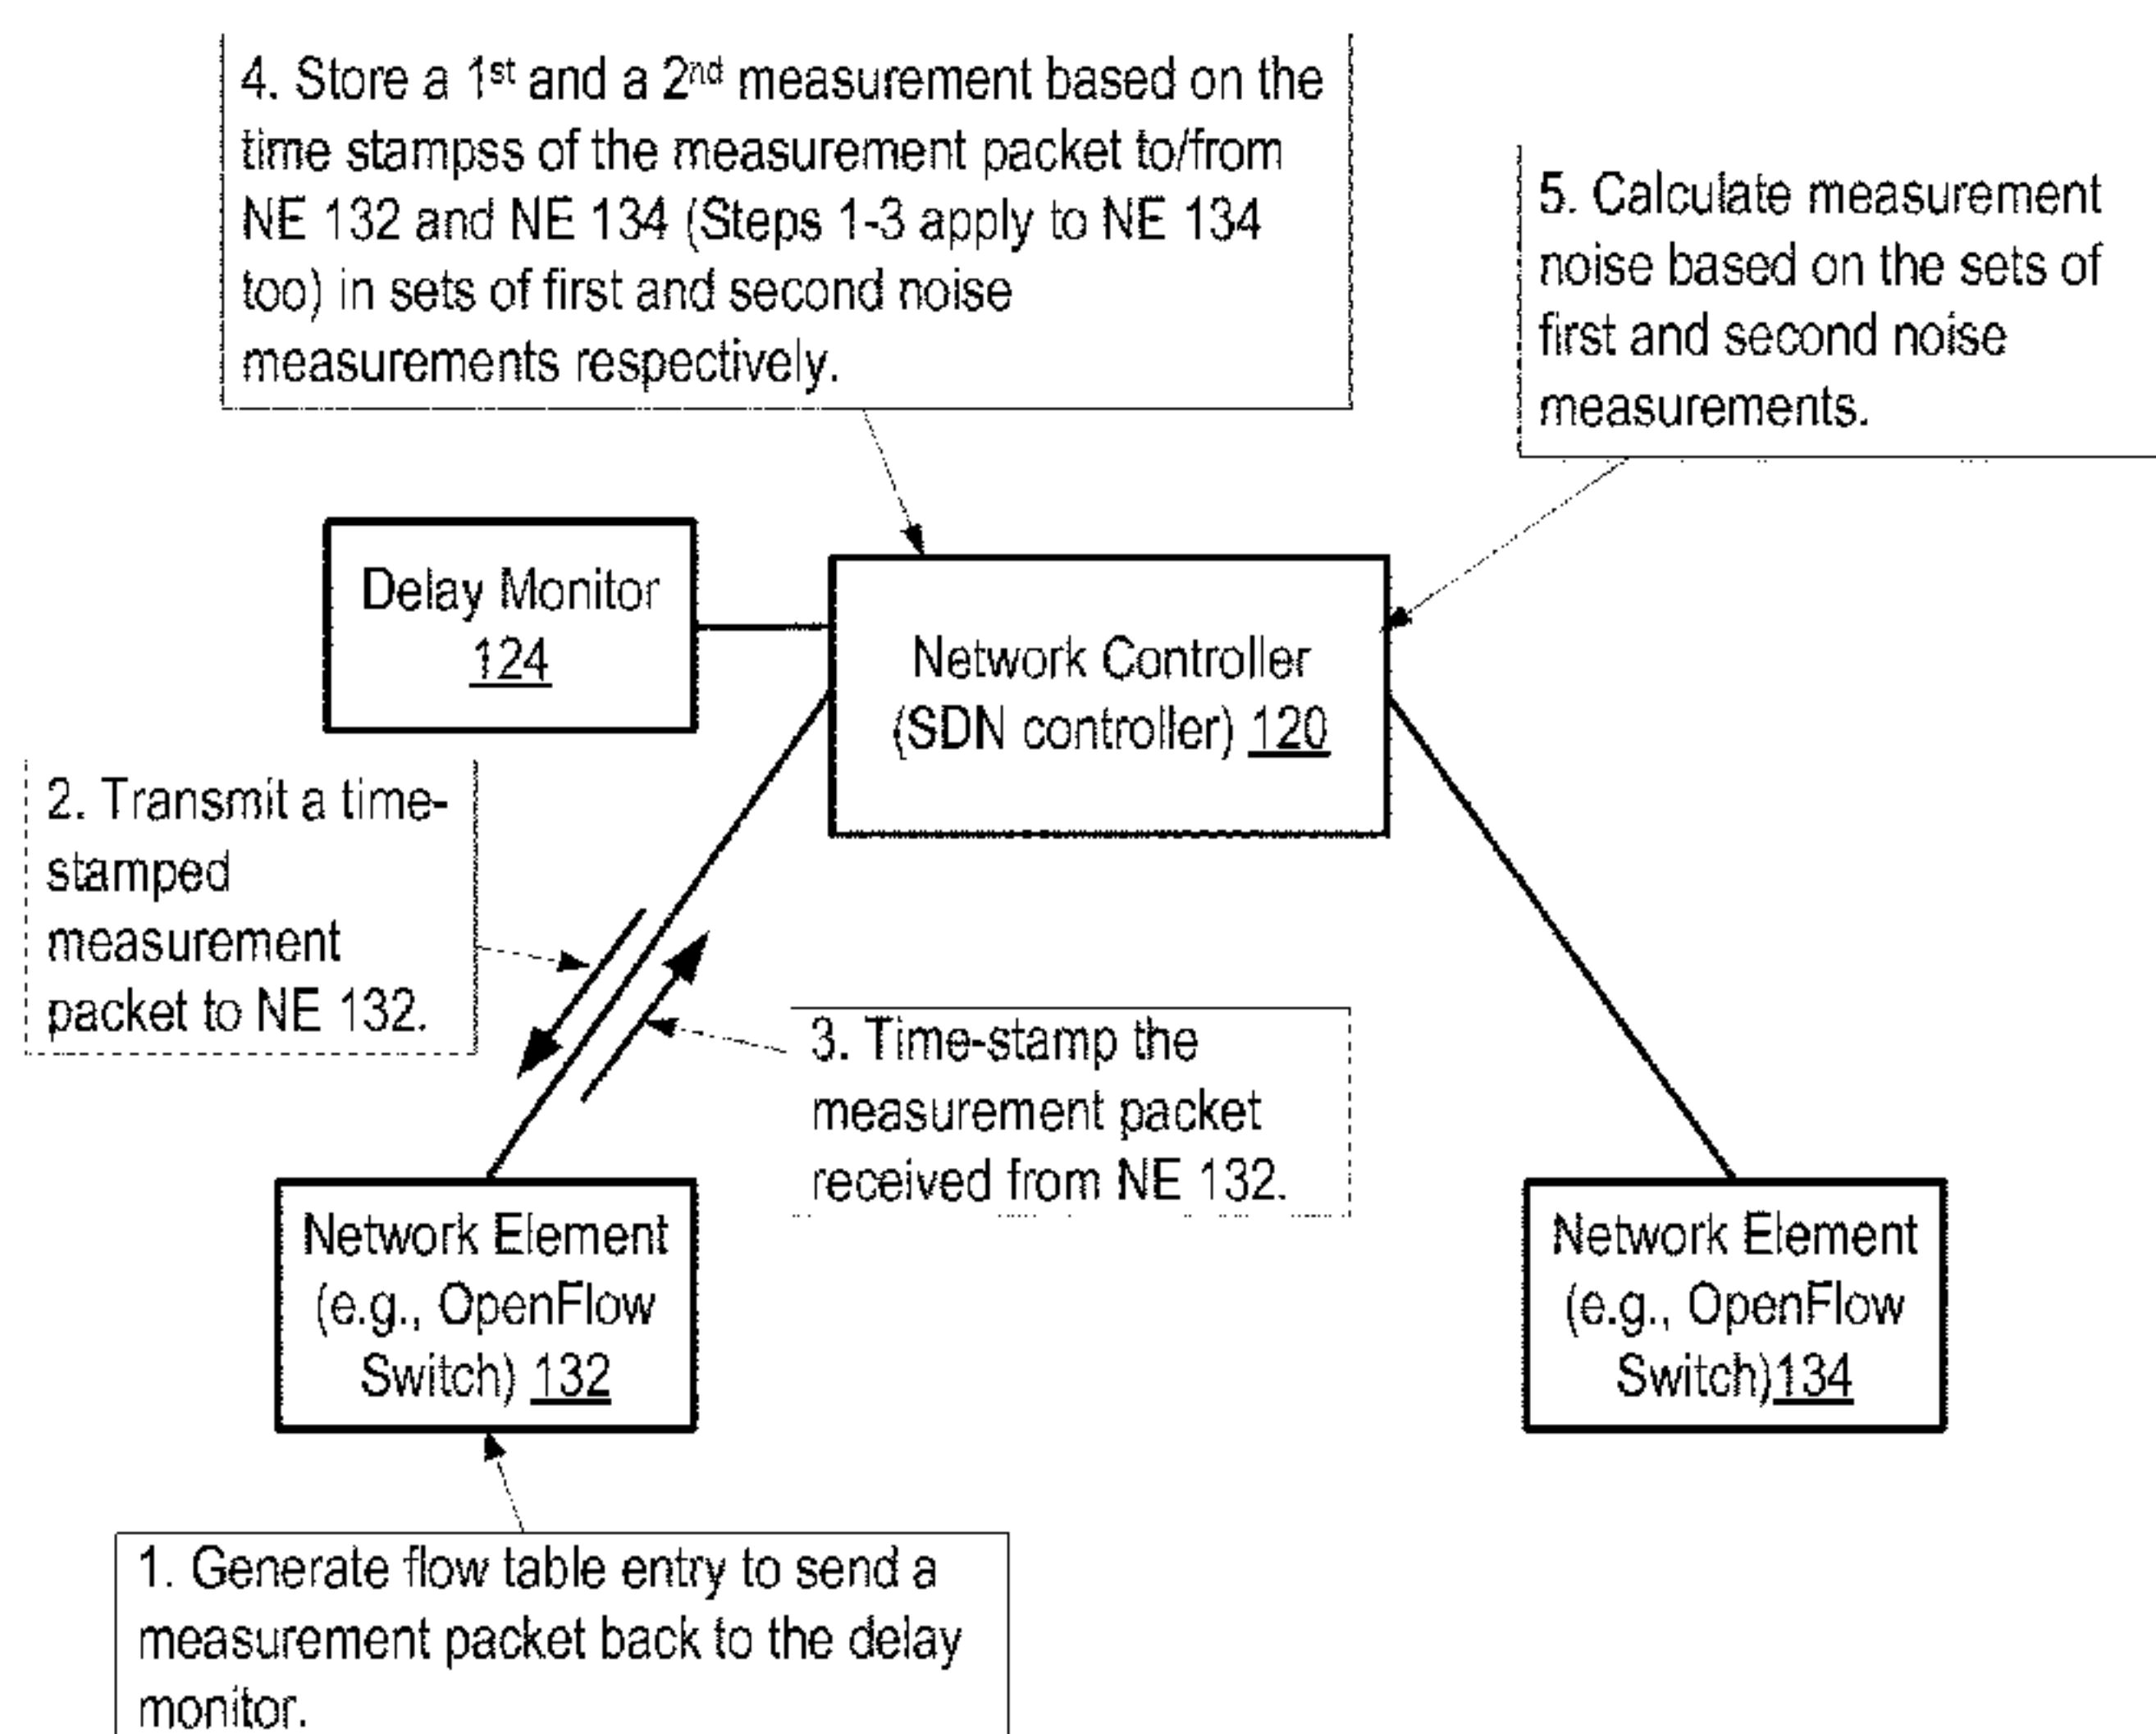 4. Store a 1st and a 2nd measurement based on the
time stampss of the measurement packet to/from
NE 132 and NE 134 (Steps 1-3 apply to NE 134
too) in sets of first and second noise
measurements respectively.
5. Calculate measurement
noise based on the sets of
first and second noise
measurements.
Delay Monitor
124
Network Controller
(SDN controller) 120
2. Transmit a time-
stamped
measurement
packet to NE 132.
3. Time-stamp the
measurement packet
received from NE 132.
Network Element
(e.g., OpenFlow
Switch) 132
Network Element
(e.g., OpenFlow
Switch)134
1. Generate flow table entry to send a
measurement packet back to the delay
monitor.